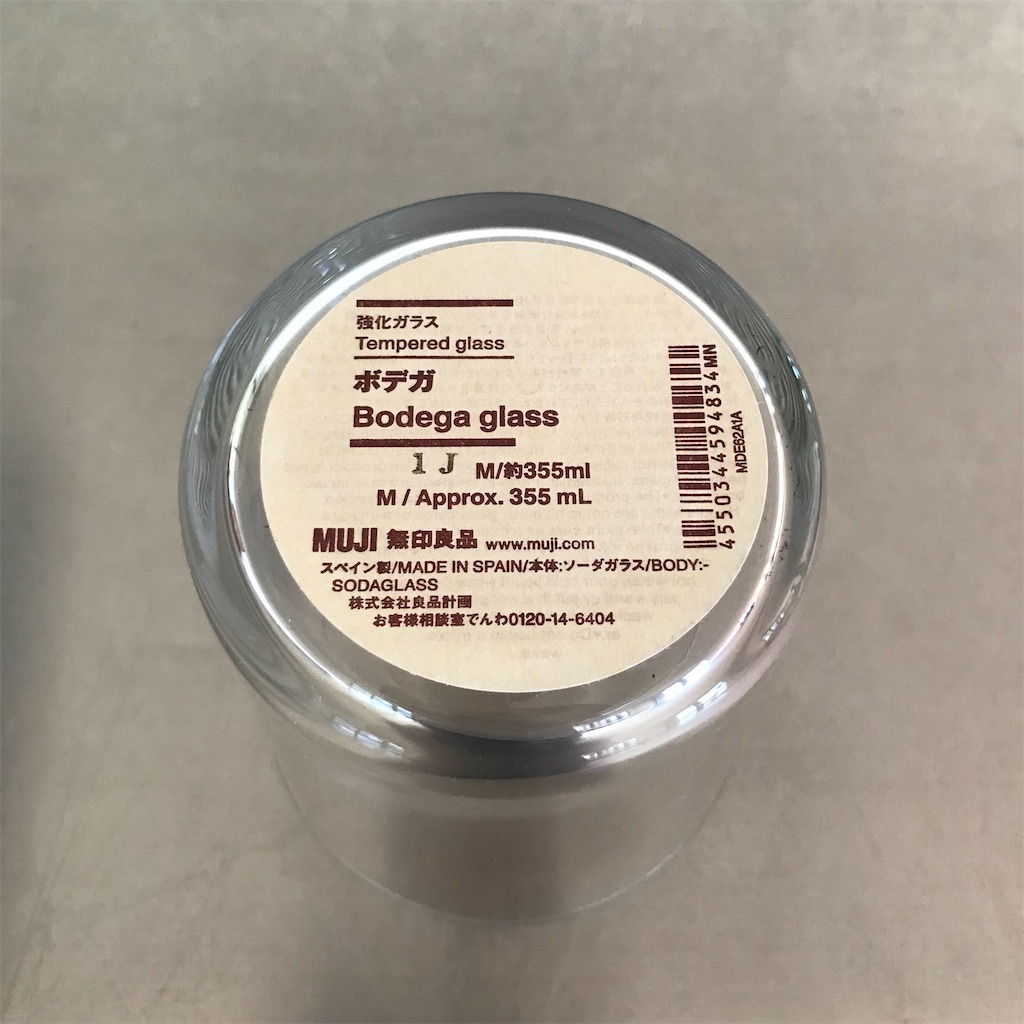 強化ガラス
Tempered glass
ボデガ
Bodega glass
1J M/約355ml
M / Approx. 355 mL
MUJI 無印良品 www.muji.com
スペイン製/MADE IN SPAIN/本体:ソーダガラス/BODY:-
SODAGLASS
株式会社良品計画
お客様相談室でんわ0120-14-6404
4550344594834MN
MDE62A1A